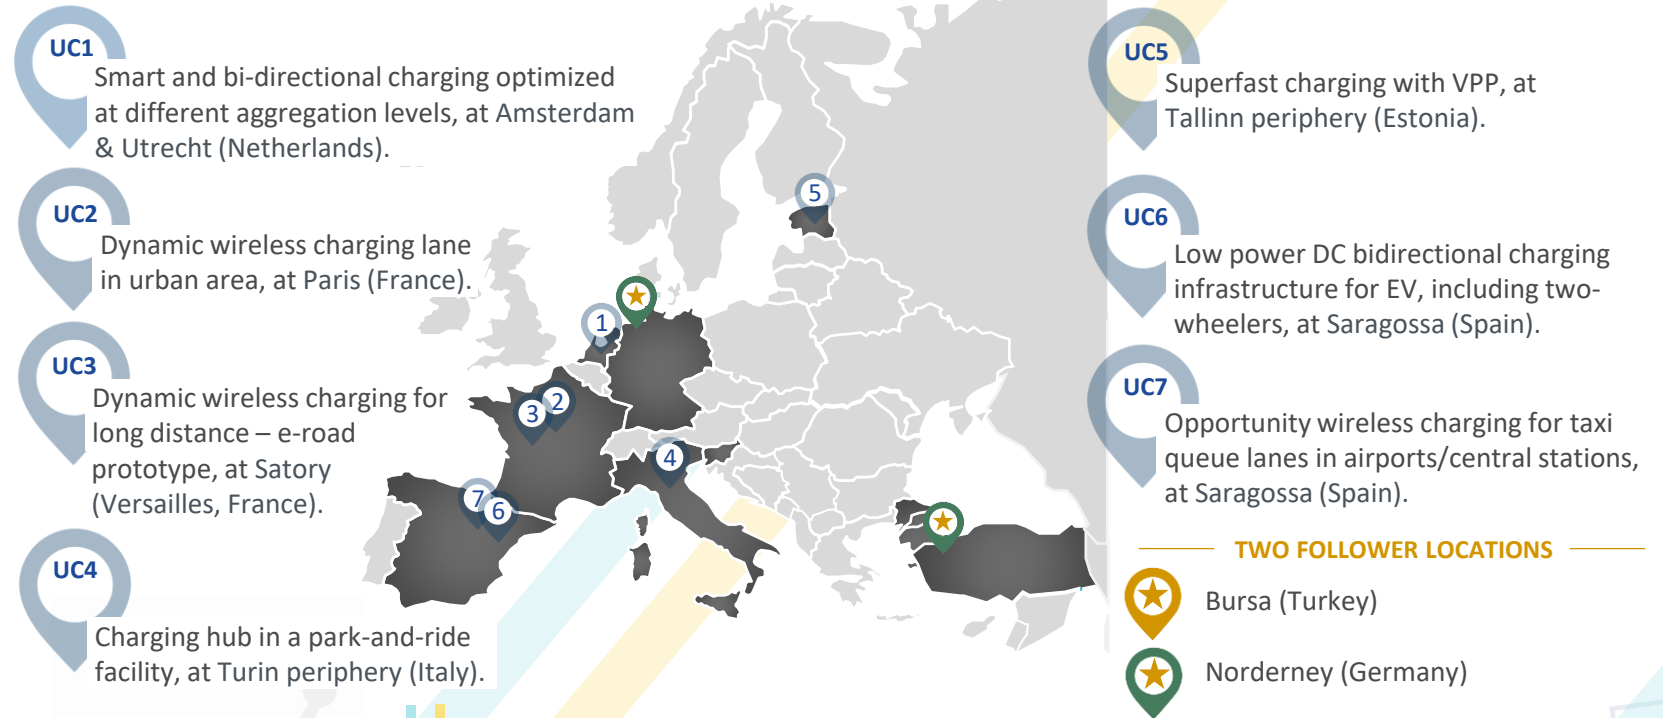 UC1
Smart and bi-directional charging optimized
at different aggregation levels, at Amsterdam
& Utrecht (Netherlands).
UC2
Dynamic wireless charging lane
in urban area, at Paris (France).
UC3
Dynamic wireless charging for
long distance – e-road
prototype, at Satory
(Versailles, France).
UC4
Charging hub in a park-and-ride
facility, at Turin periphery (Italy).
5
1
2
3
4
7
6
UC5
Superfast charging with VPP, at
Tallinn periphery (Estonia).
UC6
Low power DC bidirectional charging
infrastructure for EV, including two-
wheelers, at Saragossa (Spain).
UC7
Opportunity wireless charging for taxi
queue lanes in airports/central stations,
at Saragossa (Spain).
TWO FOLLOWER LOCATIONS
Bursa (Turkey)
Norderney (Germany)